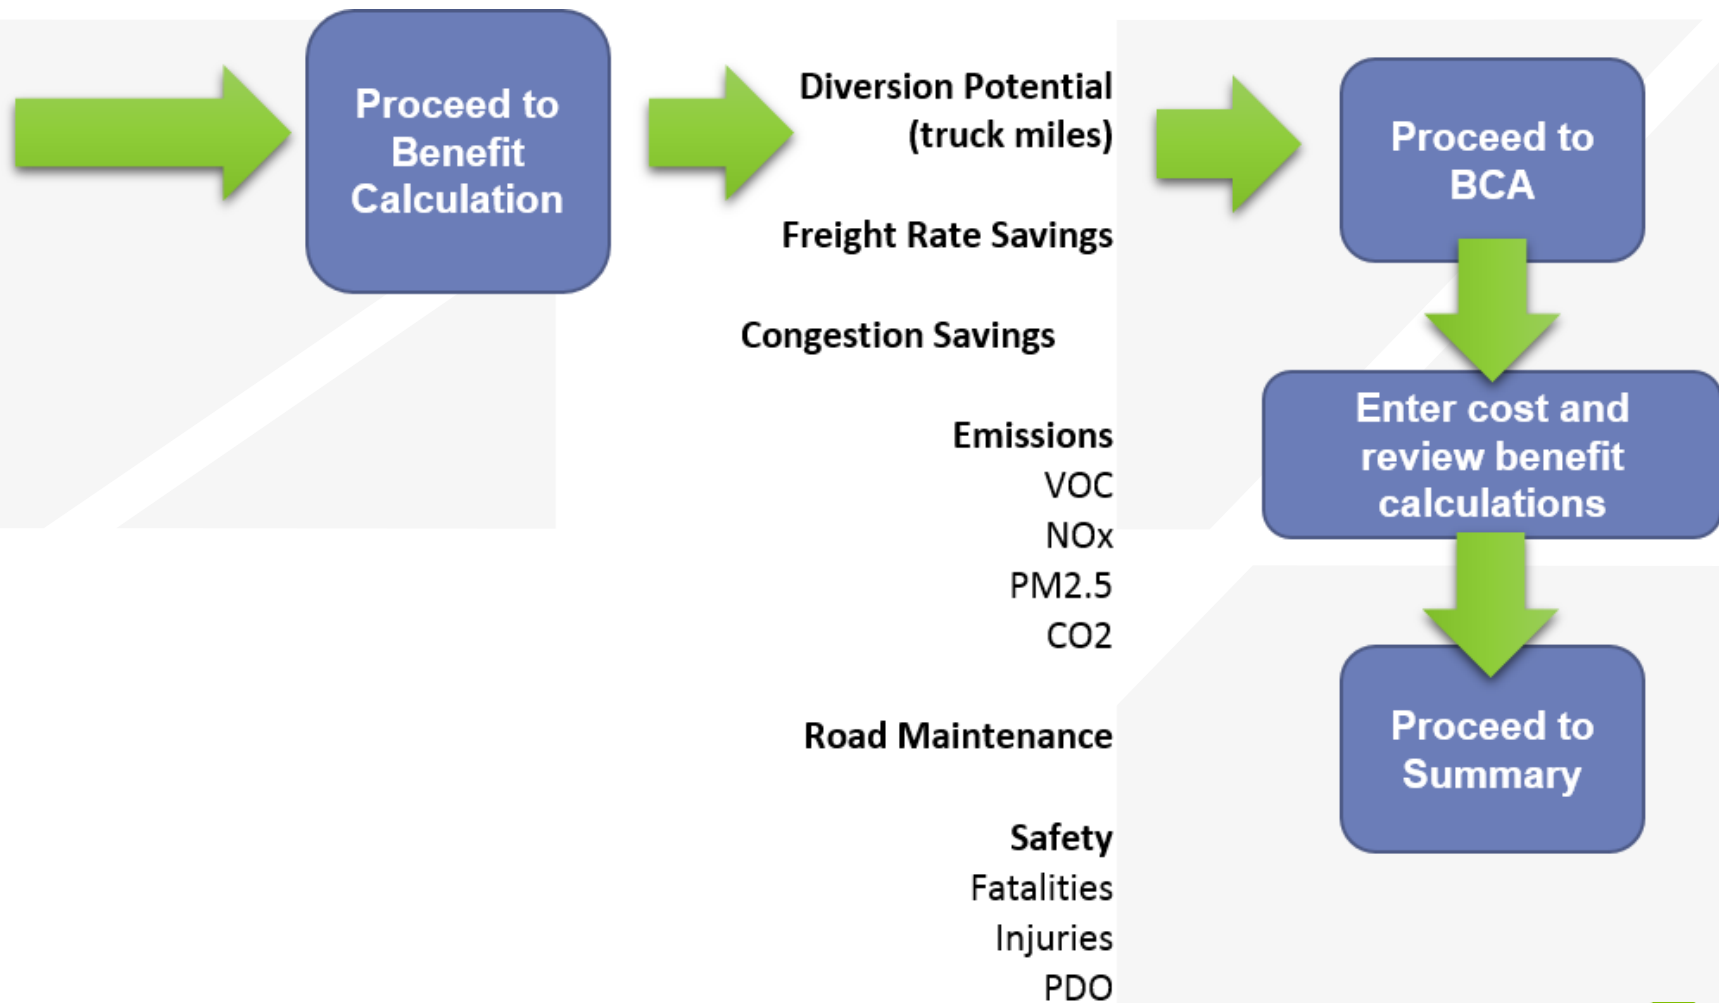 Proceed to
Benefit
Calculation
Diversion Potential
(truck miles)
Freight Rate Savings
Congestion Savings
Emissions
VOC
NOx
PM2.5
CO2
Road Maintenance
Safety
Fatalities
Injuries
PDO
Proceed to
BCA
Enter cost and
review benefit
calculations
Proceed to
Summary